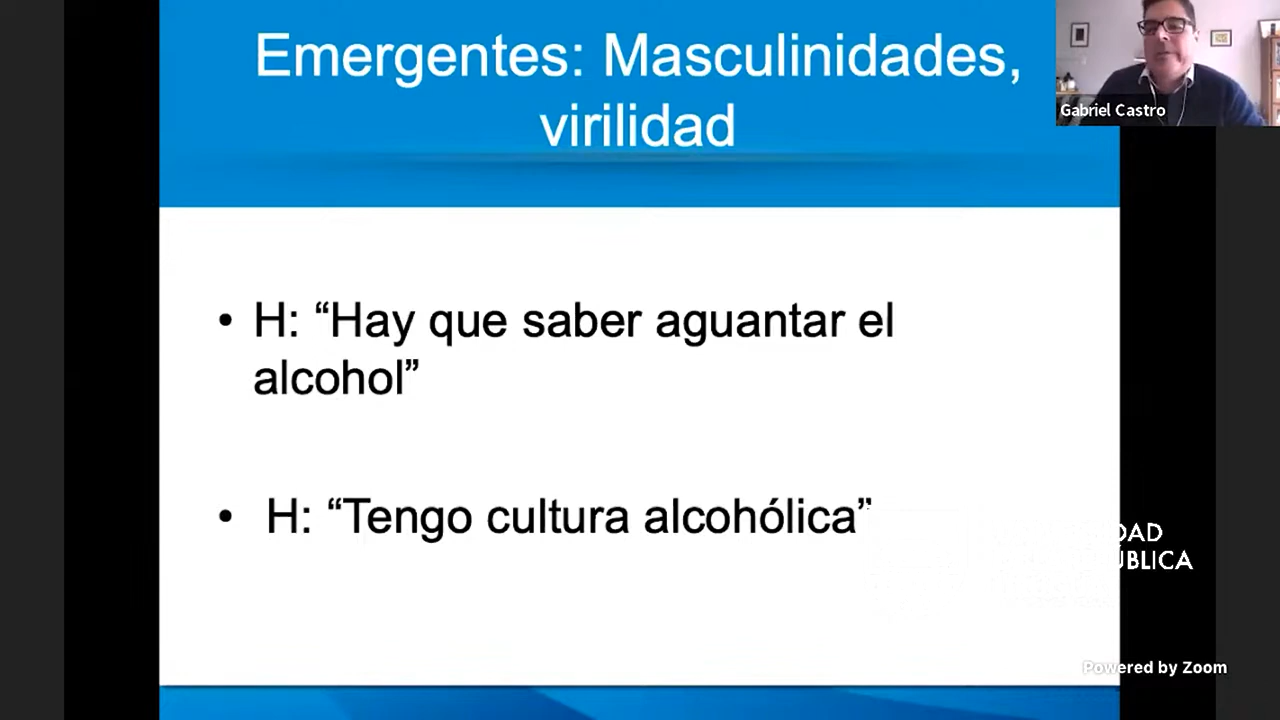 Emergentes: Masculinidades,
virilidad
Gabriel Castro
• H: “Hay que saber aguantar el
alcohol”
• H: “Tengo cultura alcohólica”
Powered by Zoom